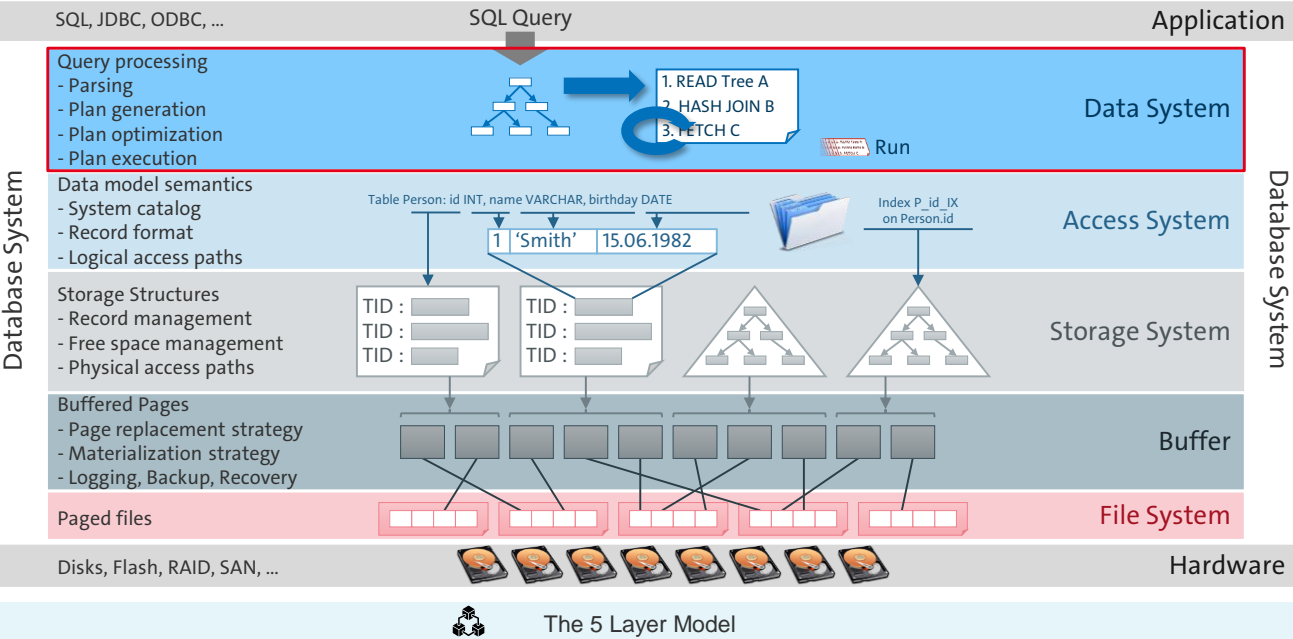 SQL, JDBC, ODBC, ...
SQL Query
Application
Query processing
- Parsing
- Plan generation
- Plan optimization
- Plan execution
1. READ Tree A
2. HASH JOIN B
3. FETCH C
Run
Data System
Database System
Data model semantics
- System catalog
- Record format
- Logical access paths
Table Person: id INT, name VARCHAR, birthday DATE
1 'Smith' 15.06.1982
Index P_id_IX
on Person.id
Access System
Database System
Storage Structures
- Record management
- Free space management
- Physical access paths
TID :
TID :
TID :
TID :
TID :
TID :
Storage System
Buffered Pages
- Page replacement strategy
- Materialization strategy
- Logging, Backup, Recovery
Buffer
Paged files
File System
Disks, Flash, RAID, SAN, ...
Hardware
The 5 Layer Model